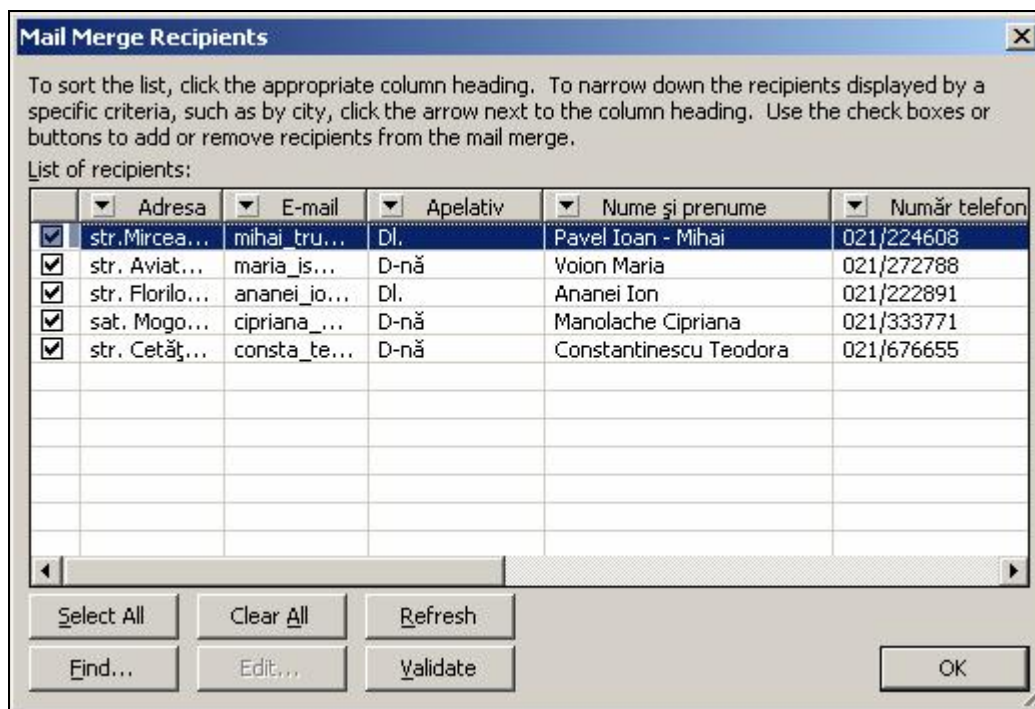 Mail Merge Recipients
To sort the list, click the appropriate column heading. To narrow down the recipients displayed by a
specific criteria, such as by city, click the arrow next to the column heading. Use the check boxes or
buttons to add or remove recipients from the mail merge.
List of recipients:
Adresa E-mail Apelativ Nume şi prenume Număr telefon
str.Mircea... mihai_tru... Dl. Pavel Ioan - Mihai 021/224608
str. Aviat... maria_is... D-nă Voion Maria 021/272788
str. Florilo... ananei_io... Dl. Ananei Ion 021/222891
sat. Mogo... cipriana_... D-nă Manolache Cipriana 021/333771
str. Cetăţ... consta_te... D-nă Constantinescu Teodora 021/676655
Select All Clear All Refresh
Find... Edit... Validate OK